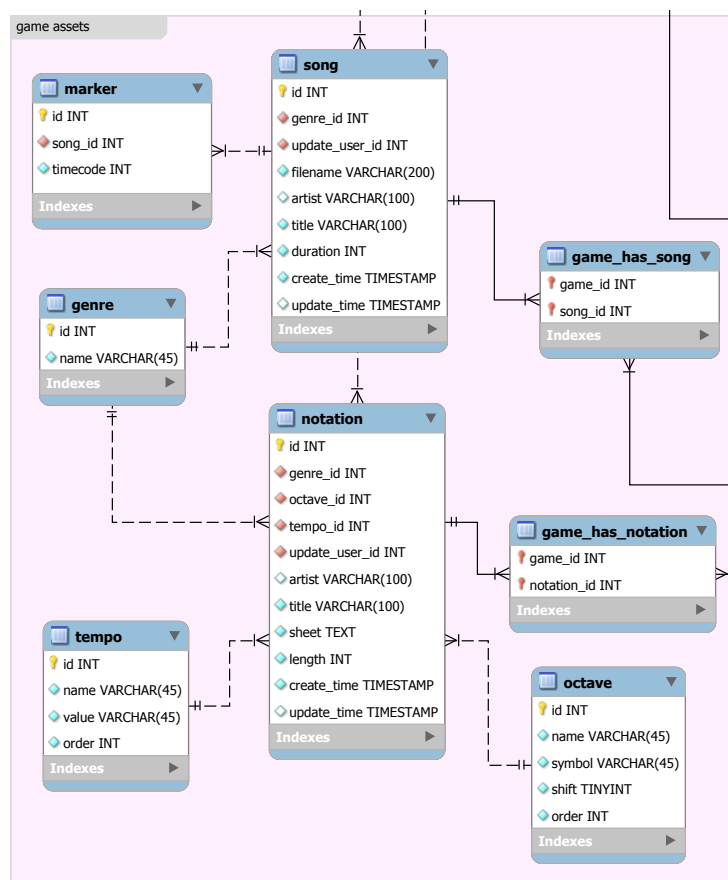 game assets
marker
id INT
song_id INT
timecode INT
Indexes
song
id INT
genre_id INT
update_user_id INT
filename VARCHAR(200)
artist VARCHAR(100)
title VARCHAR(100)
duration INT
create_time TIMESTAMP
update_time TIMESTAMP
Indexes
game_has_song
game_id INT
song_id INT
Indexes
genre
id INT
name VARCHAR(45)
Indexes
notation
id INT
genre_id INT
octave_id INT
tempo_id INT
update_user_id INT
artist VARCHAR(100)
title VARCHAR(100)
sheet TEXT
length INT
create_time TIMESTAMP
update_time TIMESTAMP
Indexes
game_has_notation
game_id INT
notation_id INT
Indexes
tempo
id INT
name VARCHAR(45)
value VARCHAR(45)
order INT
Indexes
octave
id INT
name VARCHAR(45)
symbol VARCHAR(45)
shift TINYINT
order INT
Indexes